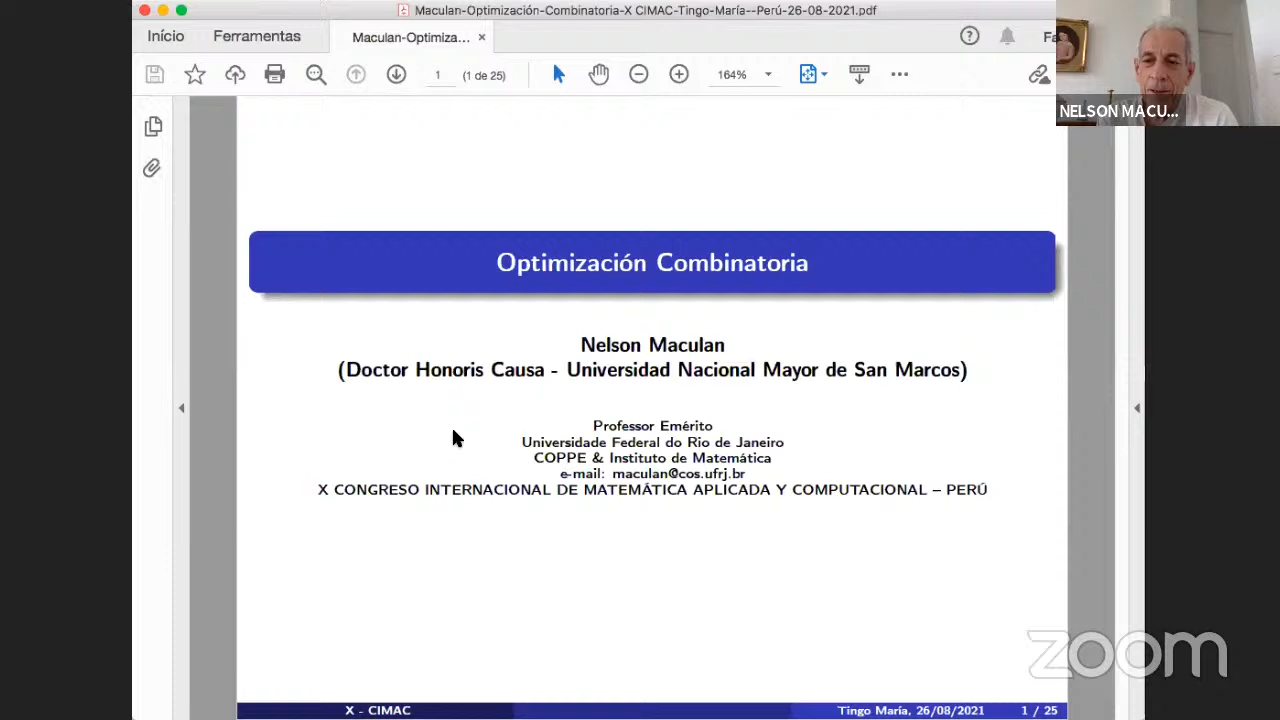 Maculan-Optimización-Combinatoria-X CIMAC-Tingo-María--Perú-26-08-2021.pdf
Início
Ferramentas
Maculan-Optimiza...
1
(1 de 25)
164%
NELSON MACU...
Optimización Combinatoria
Nelson Maculan
(Doctor Honoris Causa - Universidad Nacional Mayor de San Marcos)
Professor Emérito
Universidade Federal do Rio de Janeiro
COPPE & Instituto de Matemática
e-mail: maculan@cos.ufrj.br
X CONGRESO INTERNACIONAL DE MATEMÁTICA APLICADA Y COMPUTACIONAL – PERÚ
zoom
X - CIMAC
Tingo María, 26/08/2021
1 / 25